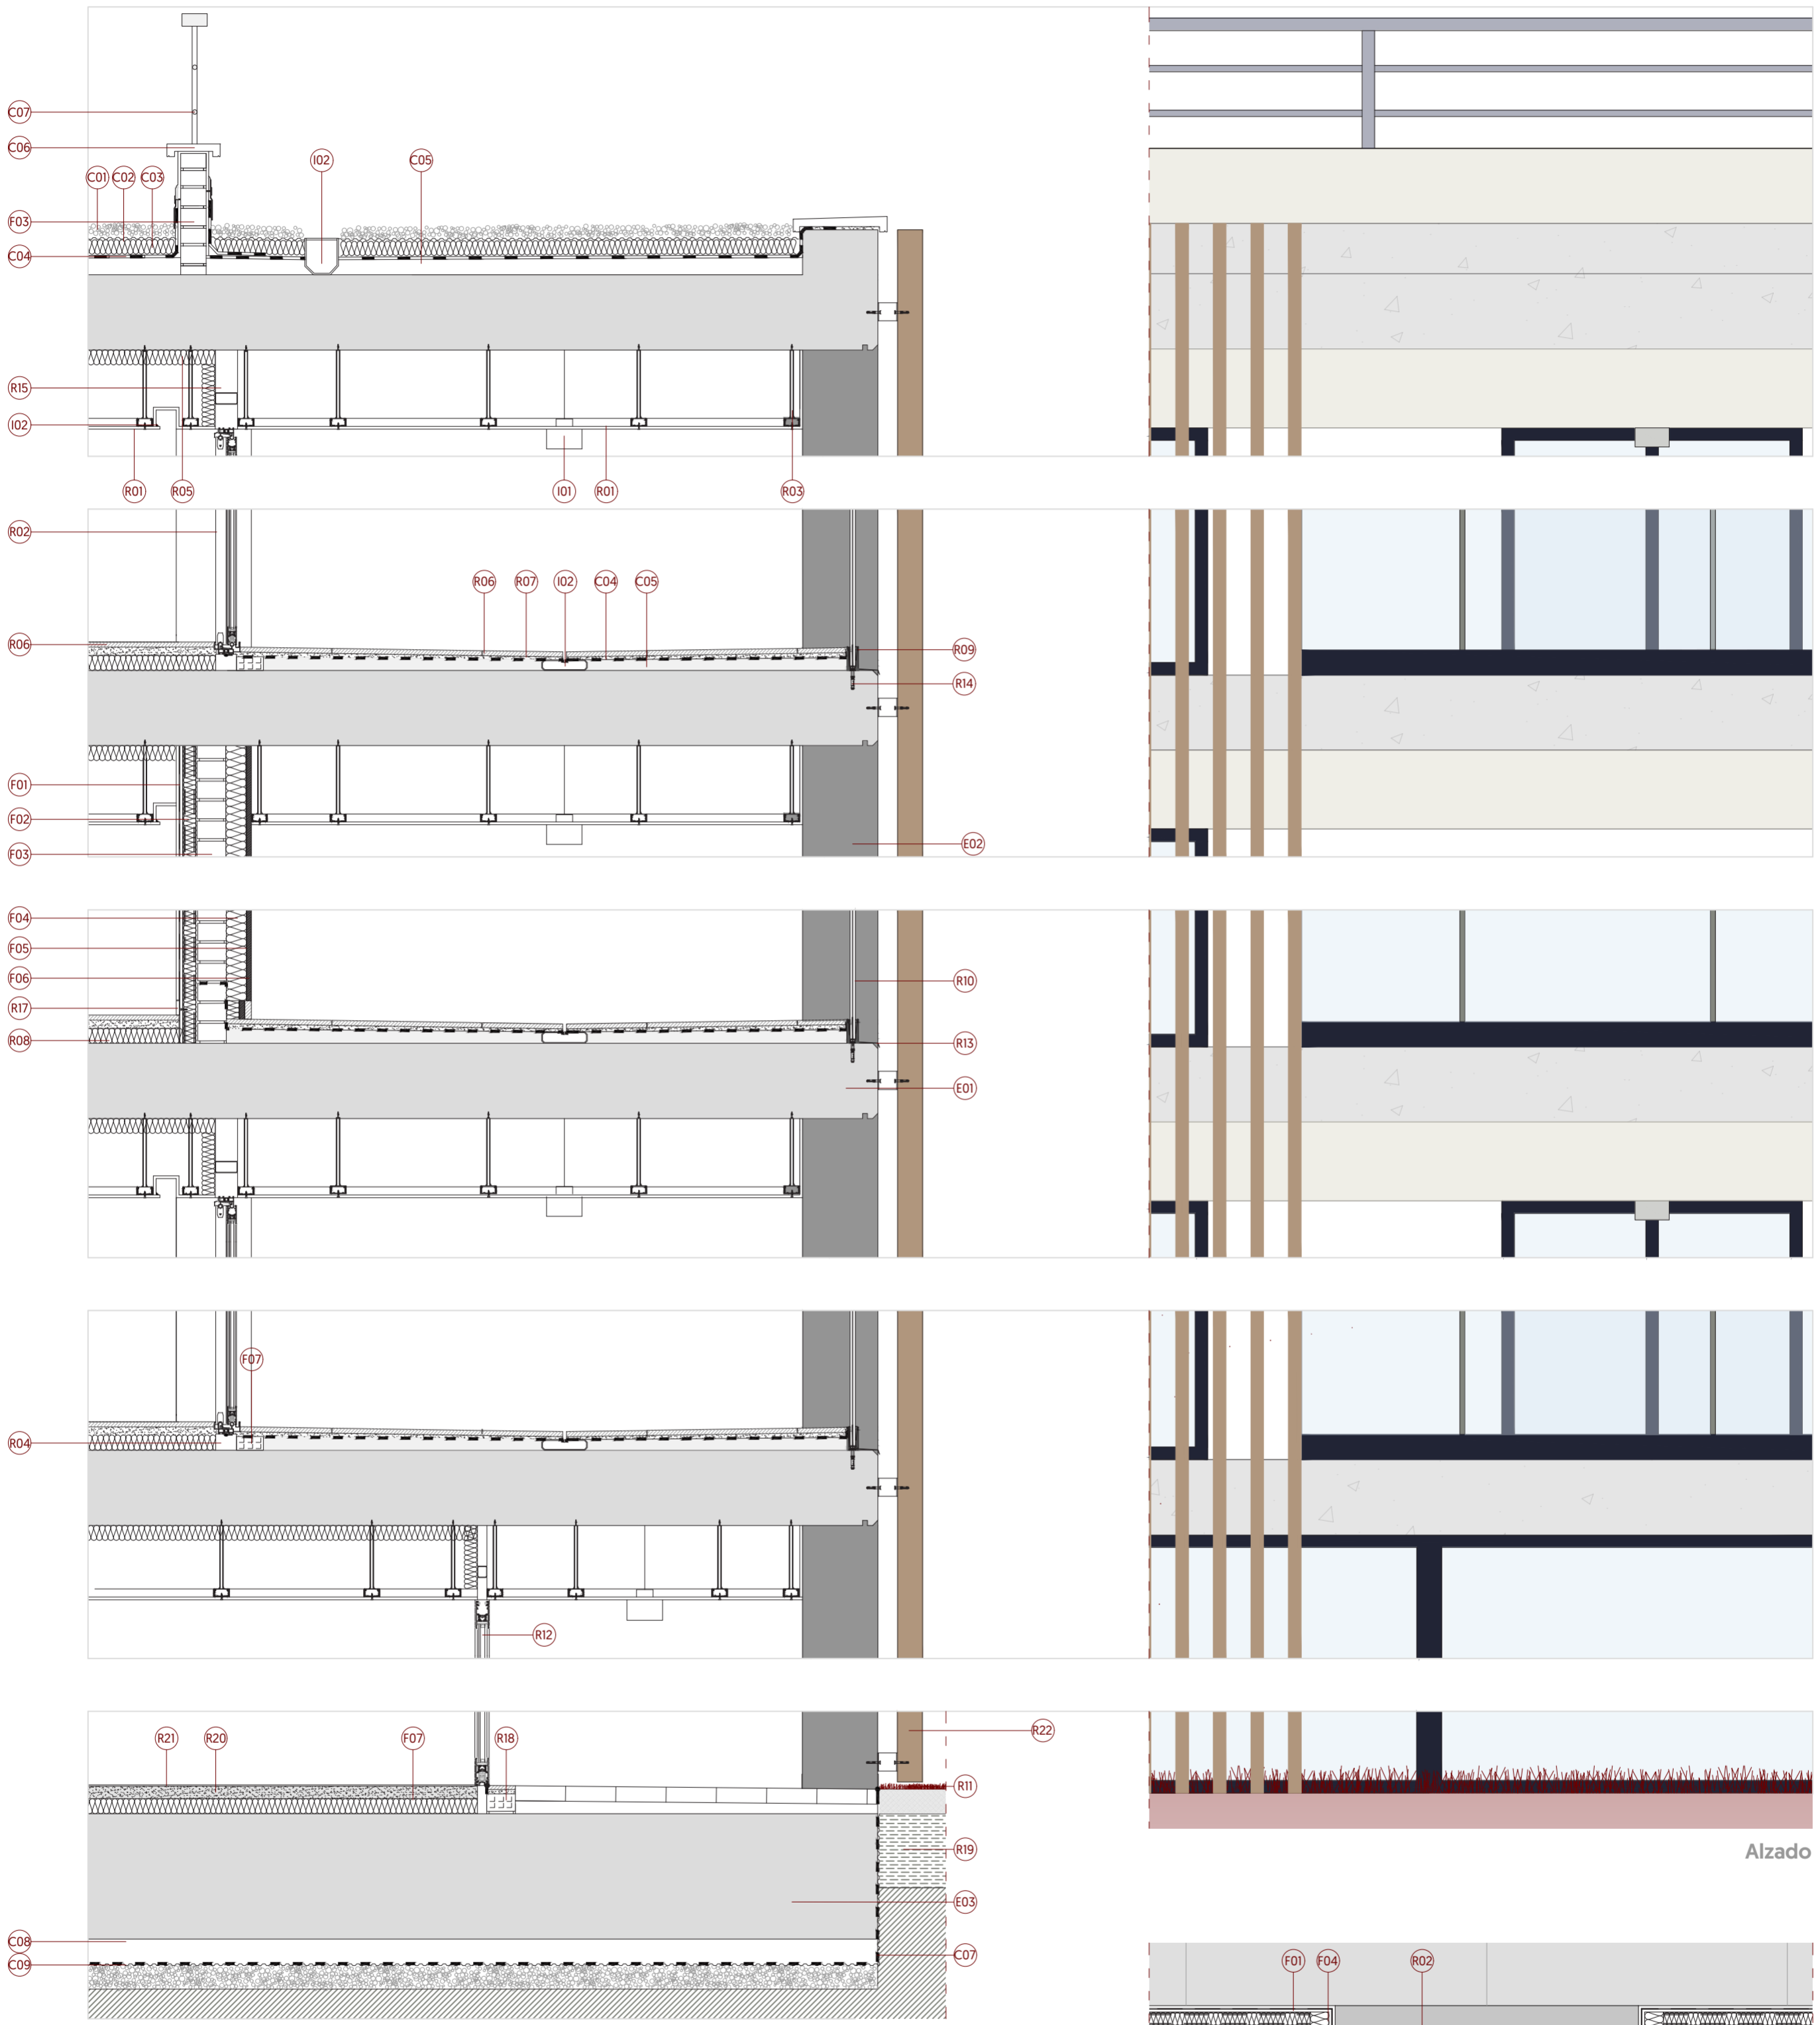 C07
C06
I02 C05
C01 C02 C03
F03
C04
R15
I02
R01 R05 I01 R01 R03
R02
R06 R07 I02 C04 C05
R06 R09
R14
F01
F02
F03 E02
F04
F05
F06 R10
R17
R08 R13
E01
F07
R04
R12
R22
R21 R20 F07 R18
R11
R19
Alzado
E03
C08
C07
C09
F01 F04 R02